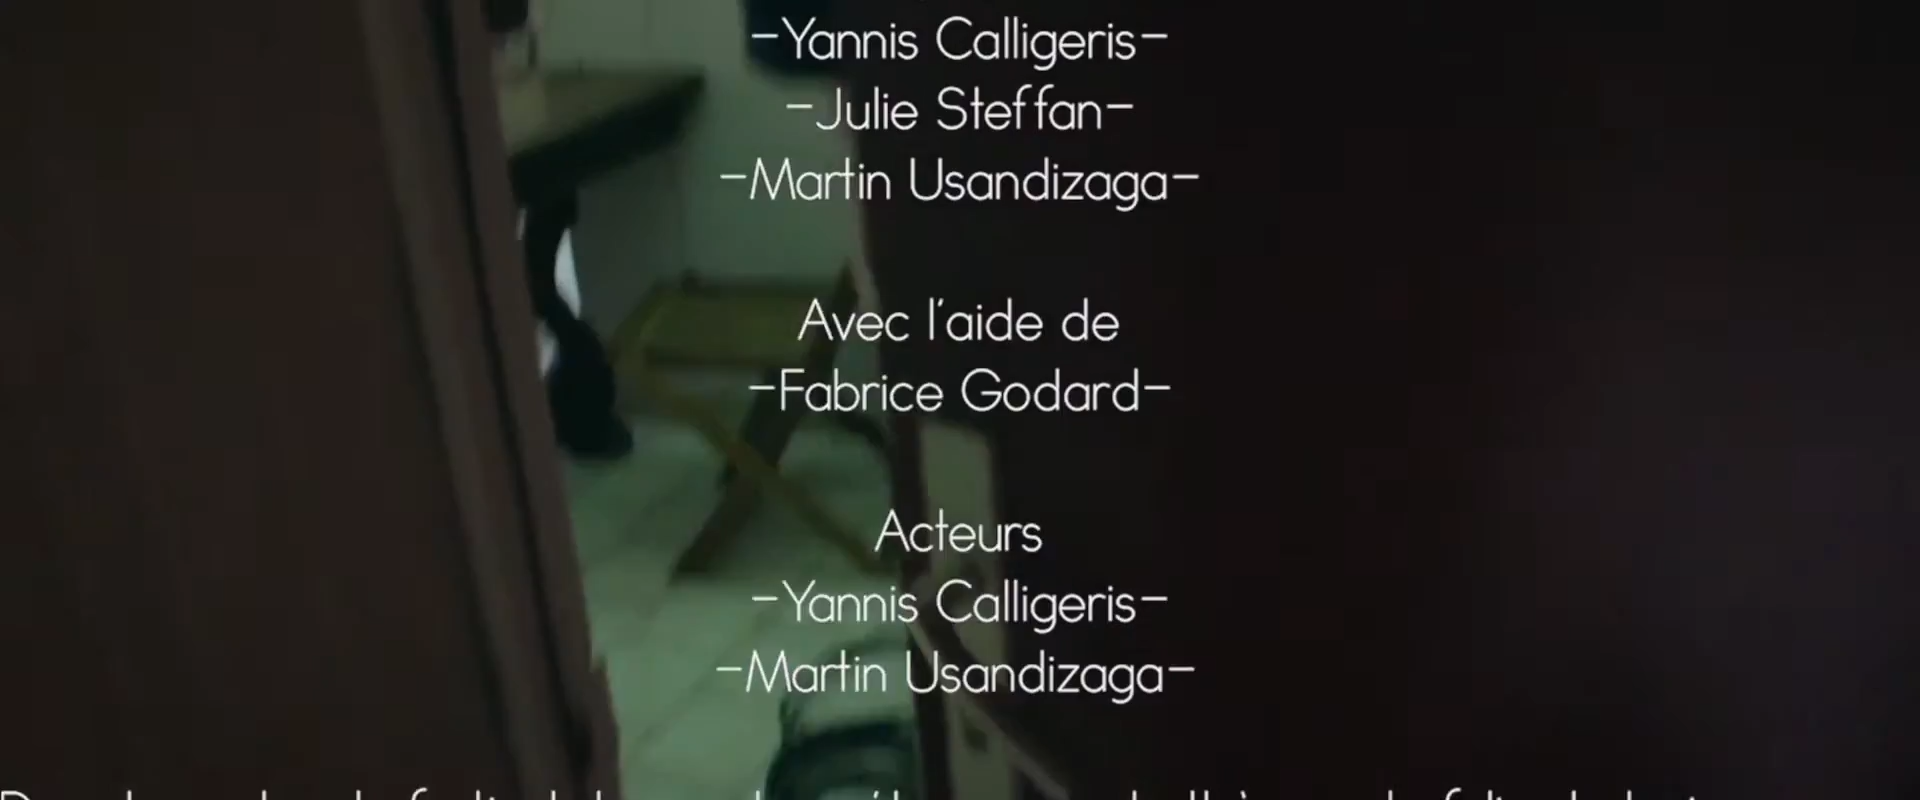 -Yannis Calligeris-
-Julie Steffan-
-Martin Usandizaga-
Avec l'aide de
-Fabrice Godard-
Acteurs
-Yannis Calligeris-
-Martin Usandizaga-